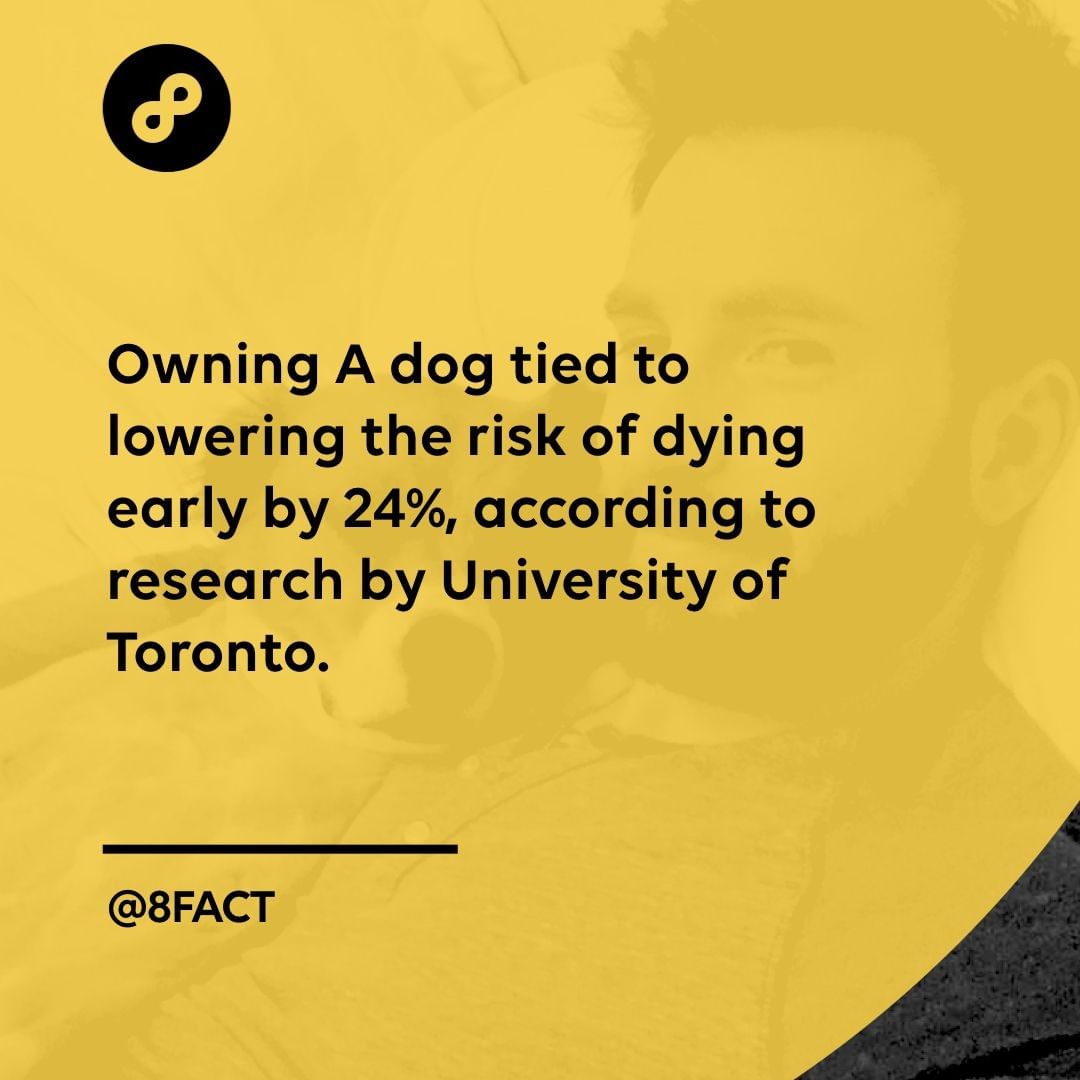 Owning A dog tied to
lowering the risk of dying
early by 24%, according to
research by University of
Toronto.
@8FACT